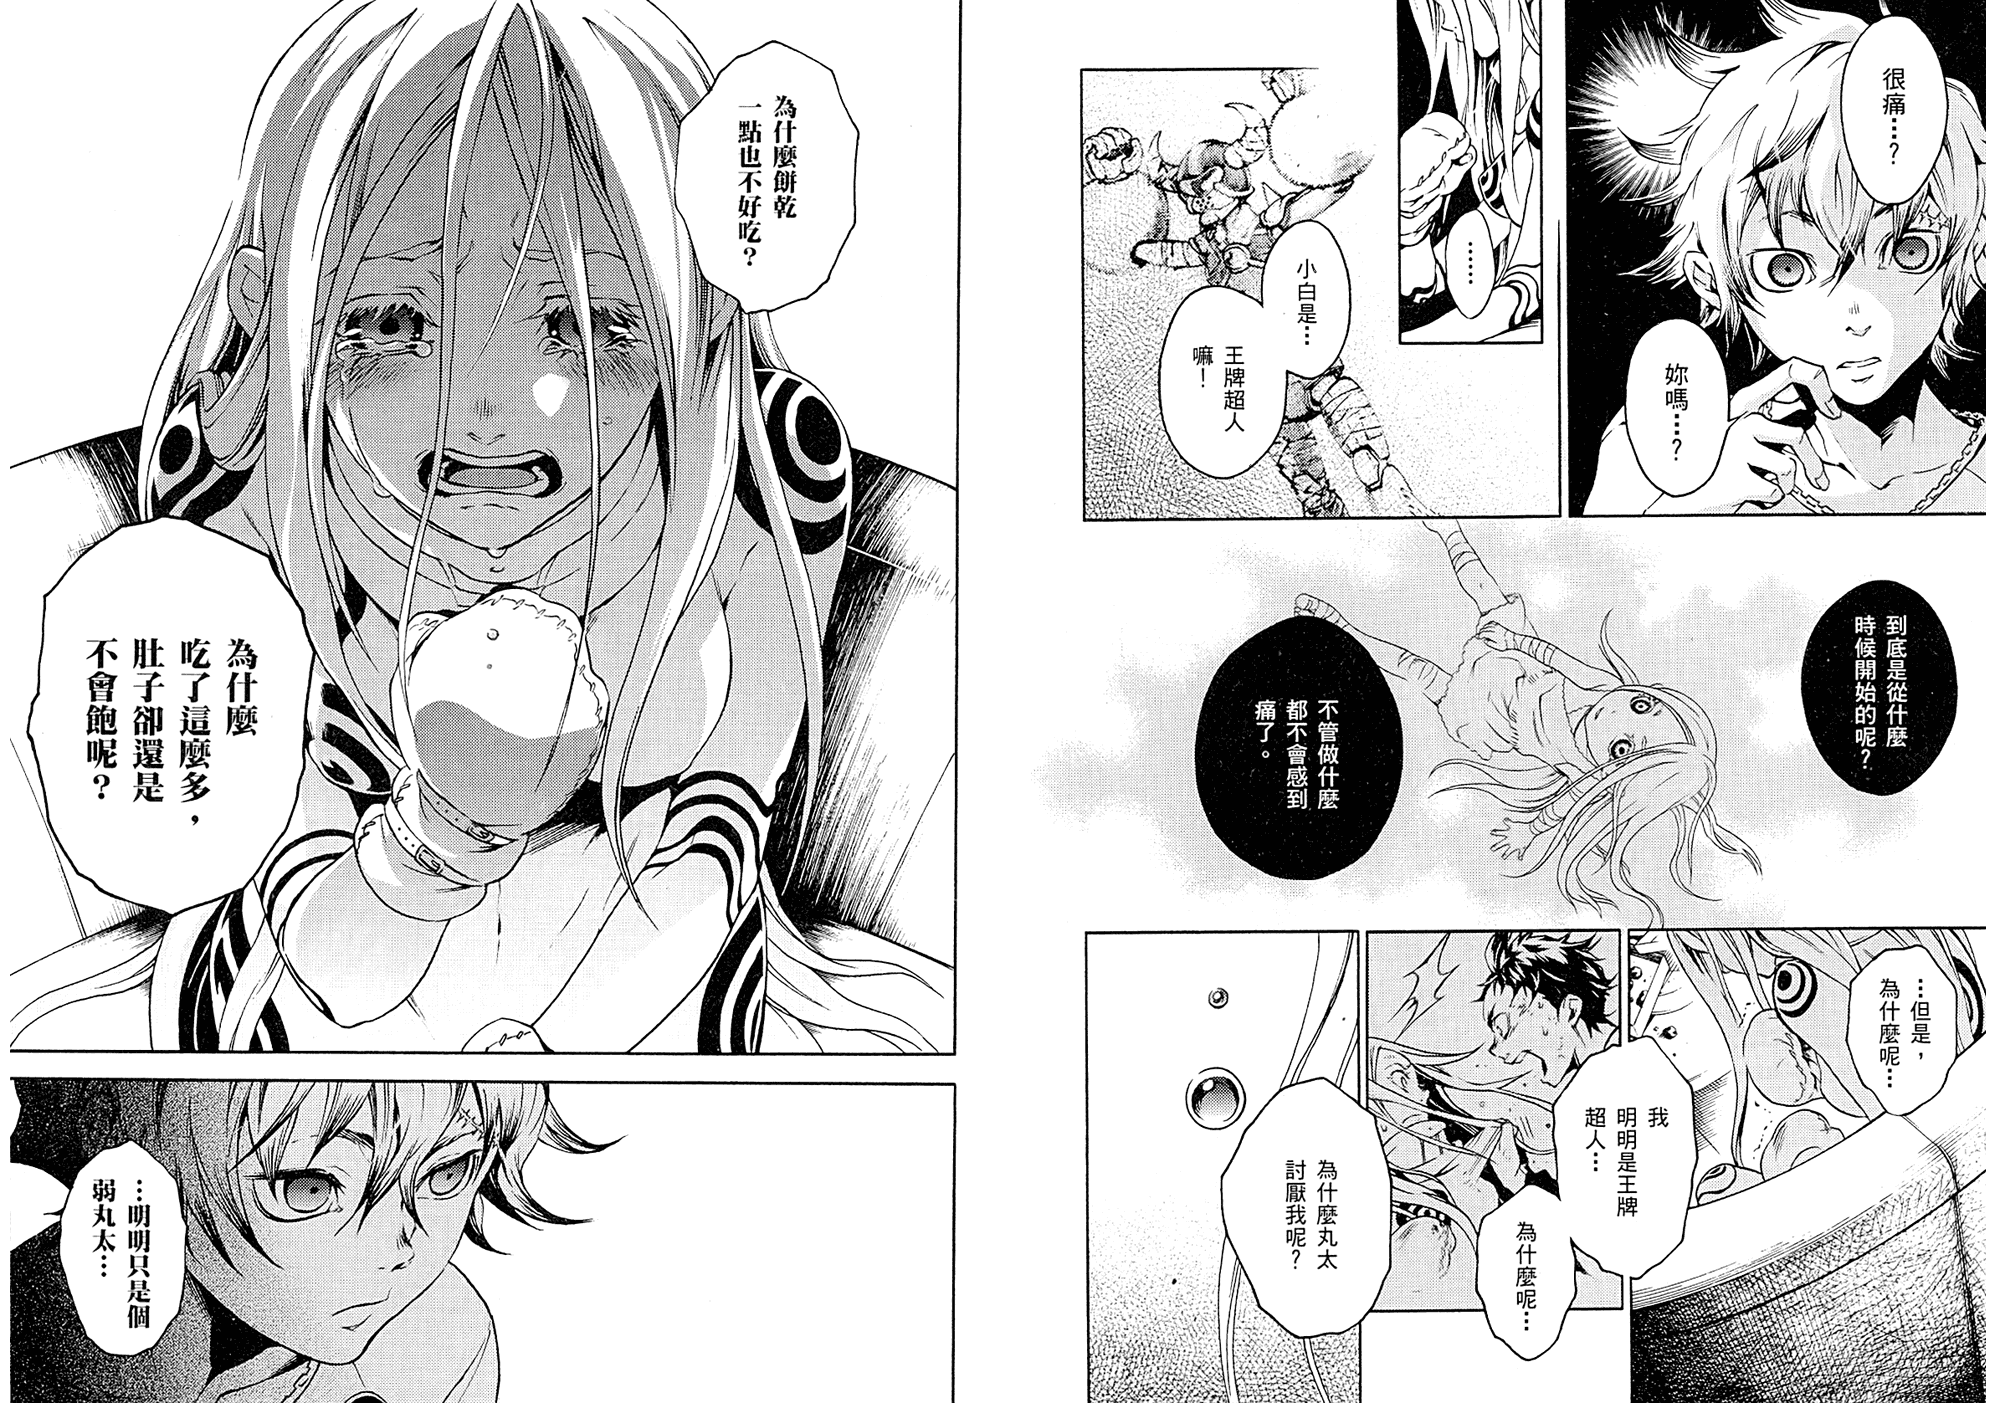 很痛…?
妳嗎…?
……
小白是…
王牌超人
嘛!
到底是從什麼
時候開始的呢?
不管做什麼
都不會感到
痛了。
…但是,
為什麼呢…
我
明明是王牌
超人…
為什麼呢…
為什麼丸太
討厭我呢?
為什麼餅乾
一點也不好吃?
為什麼
吃了這麼多,
肚子卻還是
不會飽呢?
…明明只是個
弱丸太…